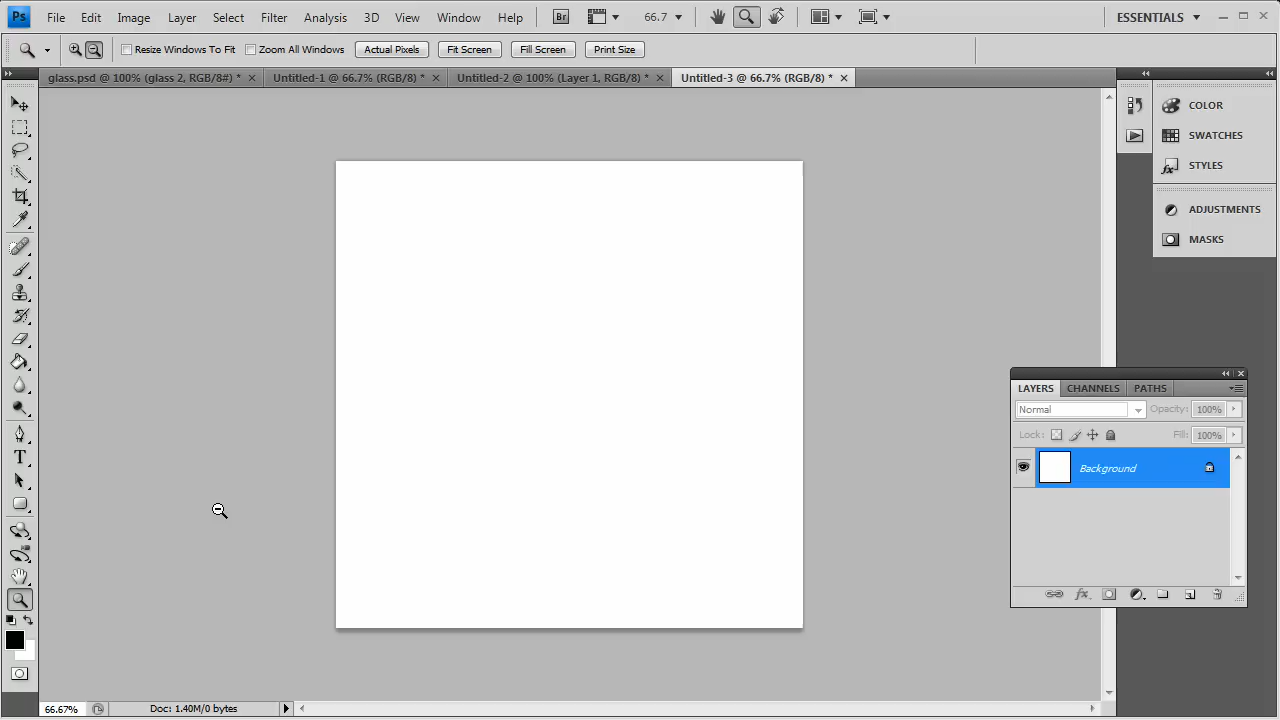 Ps File Edit Image Layer Select Filter Analysis 3D View Window Help Br 66.7 ESSENTIALS
Resize Windows To Fit Zoom All Windows Actual Pixels Fit Screen Fill Screen Print Size
glass.psd @ 100% (glass 2, RGB/8#) * Untitled-1 @ 66.7% (RGB/8) * Untitled-2 @ 100% (Layer 1, RGB/8) * Untitled-3 @ 66.7% (RGB/8) *
COLOR
SWATCHES
STYLES
ADJUSTMENTS
MASKS
LAYERS CHANNELS PATHS
Normal Opacity: 100%
Lock: Fill: 100%
Background
66.67% Doc: 1.40M/0 bytes